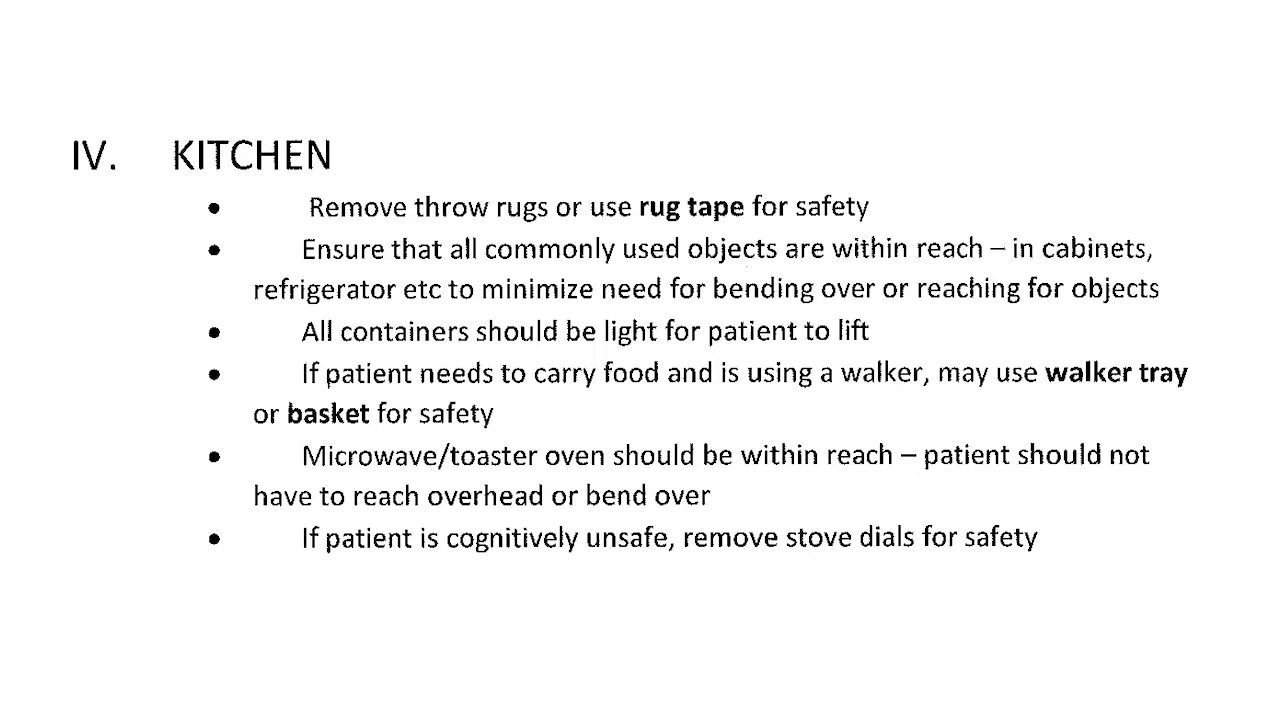 IV. KITCHEN
• Remove throw rugs or use rug tape for safety
• Ensure that all commonly used objects are within reach – in cabinets,
refrigerator etc to minimize need for bending over or reaching for objects
• All containers should be light for patient to lift
• If patient needs to carry food and is using a walker, may use walker tray
or basket for safety
• Microwave/toaster oven should be within reach – patient should not
have to reach overhead or bend over
• If patient is cognitively unsafe, remove stove dials for safety